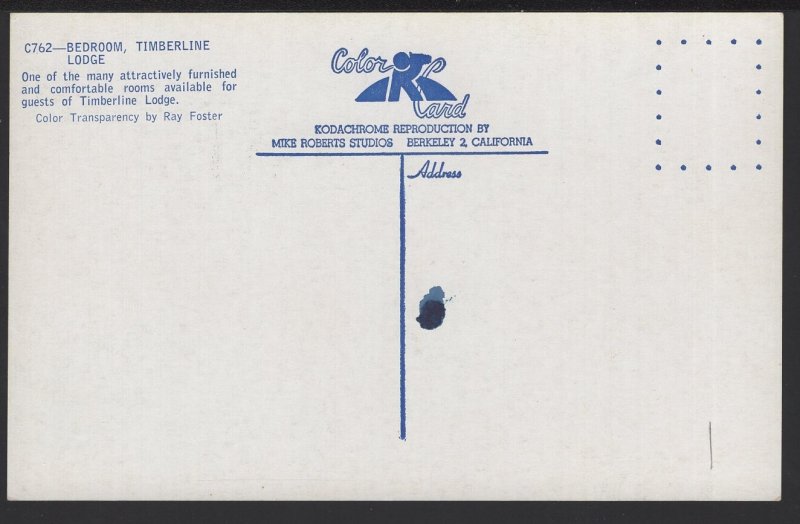 C762—BEDROOM, TIMBERLINE
LODGE
One of the many attractively furnished
and comfortable rooms available for
guests of Timberline Lodge.
Color Transparency by Ray Foster
Color
Card
KODACHROME REPRODUCTION BY
MIKE ROBERTS STUDIOS BERKELEY 2, CALIFORNIA
Address